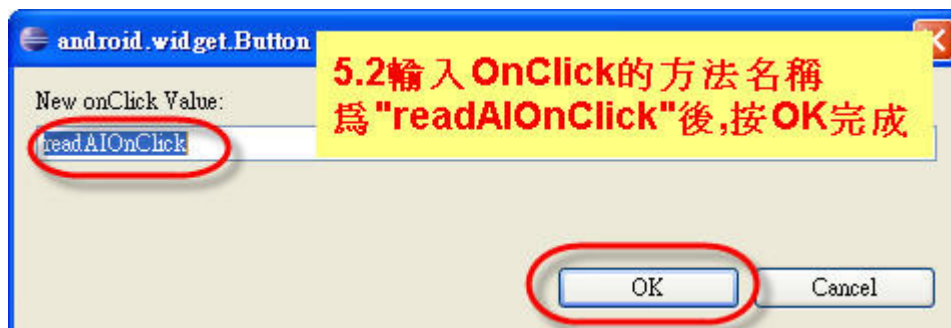 android.widget.Button
5.2輸入OnClick的方法名稱
為"readAIOnClick"後,按OK完成
New onClick Value:
readAIOnClick
OK
Cancel